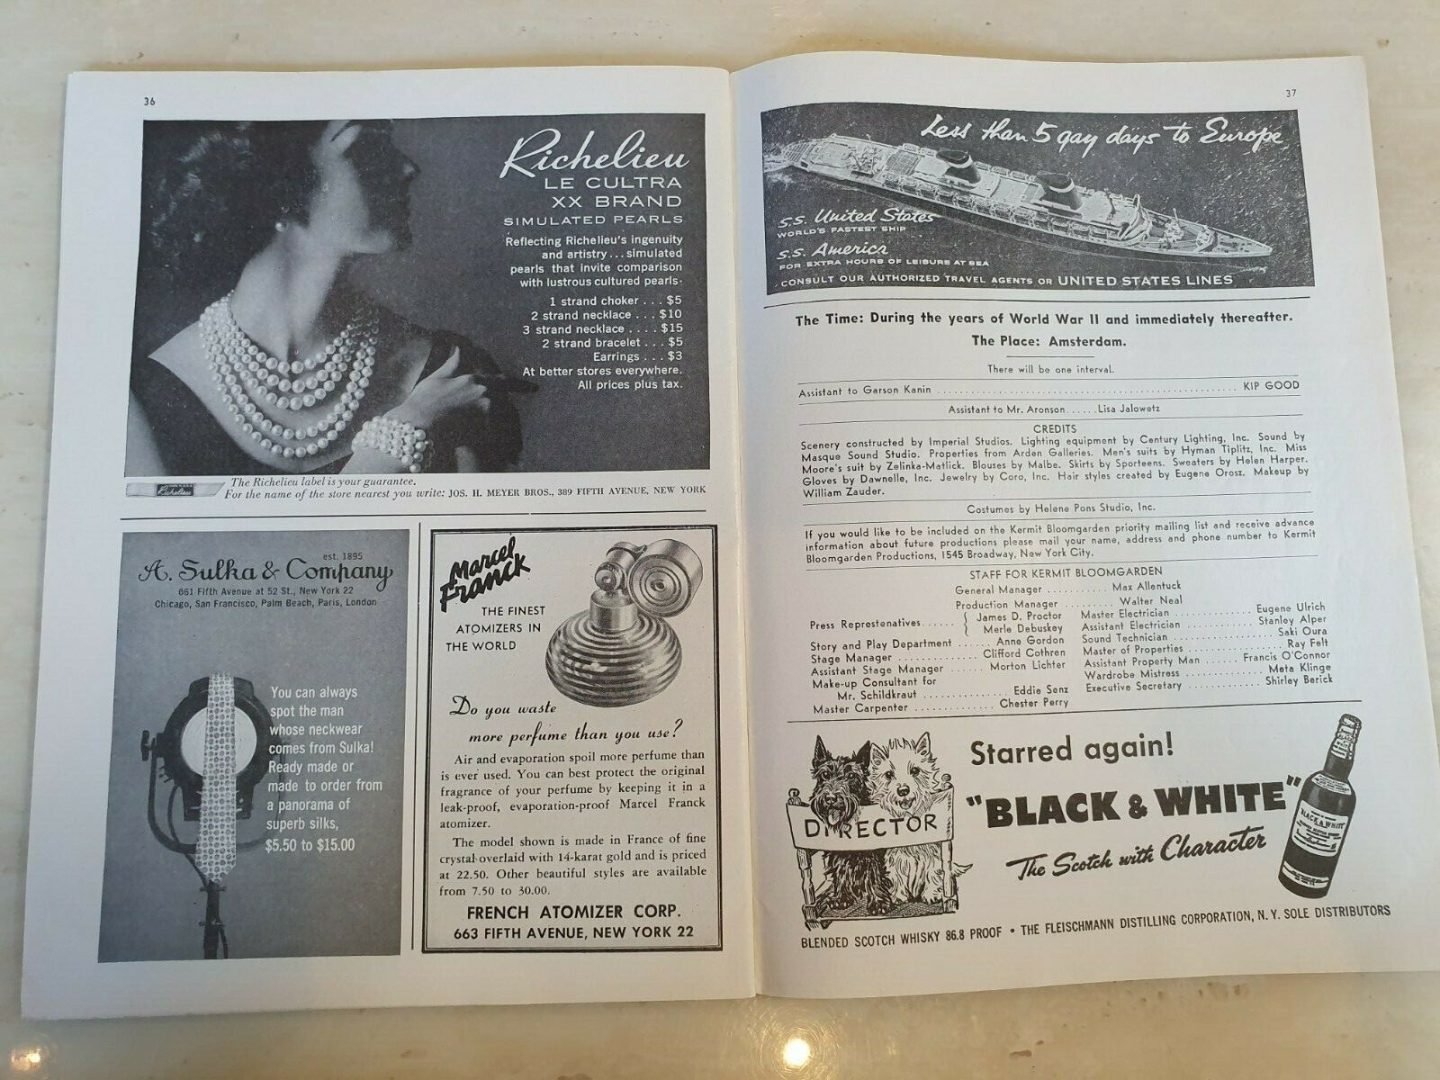 36
Richelieu
LE CULTRA
XX BRAND
SIMULATED PEARLS
Reflecting Richelieu's ingenuity
and artistry...simulated
pearls that invite comparison
with lustrous cultured pearls.
1 strand choker . . . $5
2 strand necklace . . . $10
3 strand necklace . . . . $15
2 strand bracelet . . . $5
Earrings . . . $3
At better stores everywhere.
All prices plus tax.
Richelieu
The Richelieu label is your guarantee.
For the name of the store nearest you write: JOS. H. MEYER BROS., 389 FIFTH AVENUE, NEW YORK
est. 1895
A. Sulka & Company
661 Fifth Avenue at 52 St., New York 22
Chicago, San Francisco, Palm Beach, Paris, London
You can always
spot the man
whose neckwear
comes from Sulka!
Ready made or
made to order from
a panorama of
superb silks,
$5.50 to $15.00
Marcel
Franck
THE FINEST
ATOMIZERS IN
THE WORLD
Do you waste
more perfume than you use?
Air and evaporation spoil more perfume than
is ever used. You can best protect the original
fragrance of your perfume by keeping it in a
leak-proof, evaporation-proof Marcel Franck
atomizer.
The model shown is made in France of fine
crystal overlaid with 14-karat gold and is priced
at 22.50. Other beautiful styles are available
from 7.50 to 30.00.
FRENCH ATOMIZER CORP.
663 FIFTH AVENUE, NEW YORK 22
37
Less than 5 gay days to Europe
S.S. United States
WORLD'S FASTEST SHIP
S.S. America
FOR EXTRA HOURS OF LEISURE AT SEA
CONSULT OUR AUTHORIZED TRAVEL AGENTS OR UNITED STATES LINES
The Time: During the years of World War II and immediately thereafter.
The Place: Amsterdam.
There will be one interval.
Assistant to Garson Kanin ........ KIP GOOD
Assistant to Mr. Aronson......Lisa Jalowetz
CREDITS
Scenery constructed by Imperial Studios. Lighting equipment by Century Lighting, Inc. Sound by
Masque Sound Studio. Properties from Arden Galleries. Men's suits by Hyman Tiplitz, Inc. Miss
Moore's suit by Zelinka-Matlick. Blouses by Malbe. Skirts by Sporteens. Sweaters by Helen Harper.
Gloves by Dawnelle, Inc. Jewelry by Coro, Inc. Hair styles created by Eugene Orosz. Makeup by
William Zauder.
Costumes by Helene Pons Studio, Inc.
If you would like to be included on the Kermit Bloomgarden priority mailing list and receive advance
information about future productions please mail your name, address and phone number to Kermit
Bloomgarden Productions, 1545 Broadway, New York City.
STAFF FOR KERMIT BLOOMGARDEN
General Manager ........... Max Allentuck
Production Manager ......... Walter Neal
Press Represtenatives...... { James D. Proctor
Merle Debuskey
Story and Play Department ...... Anne Gordon
Stage Manager ............ Clifford Cothren
Assistant Stage Manager ..... Morton Lichter
Make-up Consultant for
Mr. Schildkraut ............. Eddie Senz
Master Carpenter ............ Chester Perry
Master Electrician ............ Eugene Ulrich
Assistant Electrician ............ Stanley Alper
Sound Technician ............ Saki Oura
Master of Properties ............ Ray Felt
Assistant Property Man ...... Francis O'Connor
Wardrobe Mistress ............ Meta Klinge
Executive Secretary ............ Shirley Berick
DIRECTOR
Starred again!
"BLACK & WHITE"
The Scotch with Character
BLACK & WHITE
BLENDED SCOTCH WHISKY 86.8 PROOF • THE FLEISCHMANN DISTILLING CORPORATION, N. Y. SOLE DISTRIBUTORS